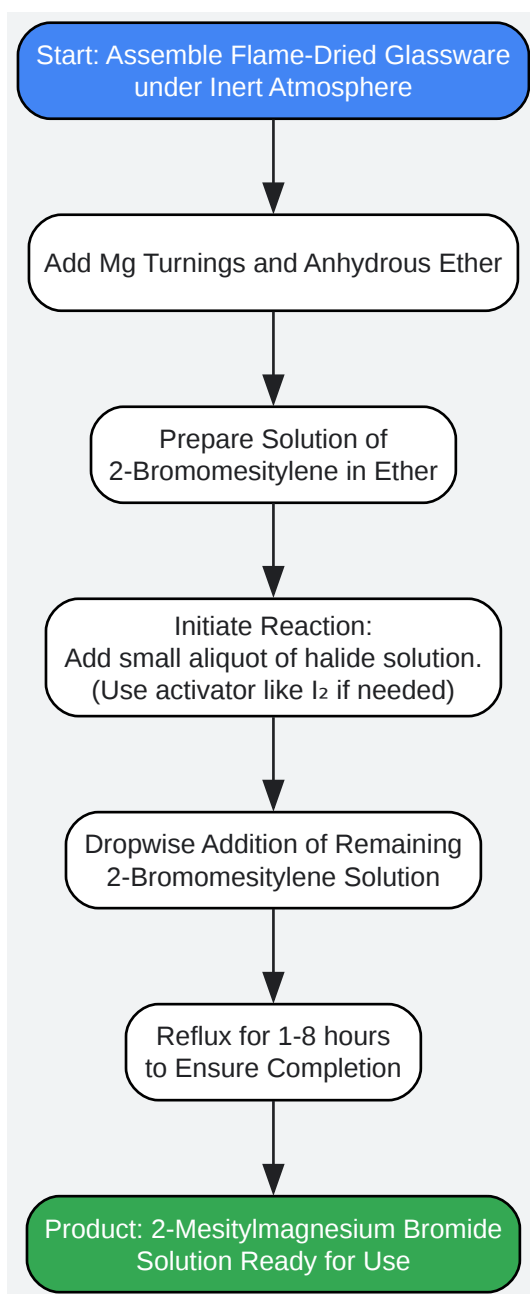 Start: Assemble Flame-Dried Glassware
under Inert Atmosphere
Add Mg Turnings and Anhydrous Ether
Prepare Solution of
2-Bromomesitylene in Ether
Initiate Reaction:
Add small aliquot of halide solution.
(Use activator like I₂ if needed)
Dropwise Addition of Remaining
2-Bromomesitylene Solution
Reflux for 1-8 hours
to Ensure Completion
Product: 2-Mesitylmagnesium Bromide
Solution Ready for Use